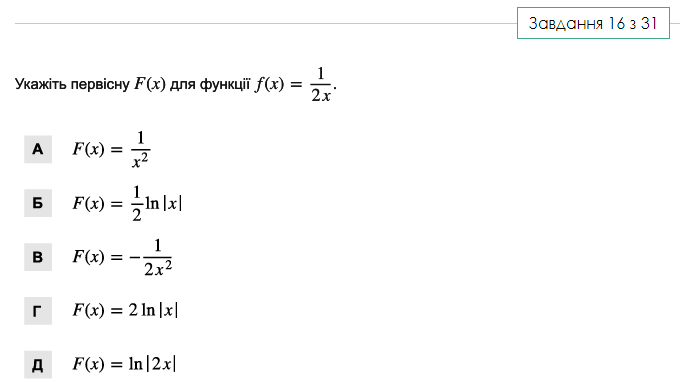 Завдання 16 з 31
Укажіть первісну F(x) для функції f(x) = 1/2x.
А F(x) = 1/x²
Б F(x) = 1/2 ln|x|
В F(x) = −1/2x²
Г F(x) = 2 ln|x|
Д F(x) = ln|2x|